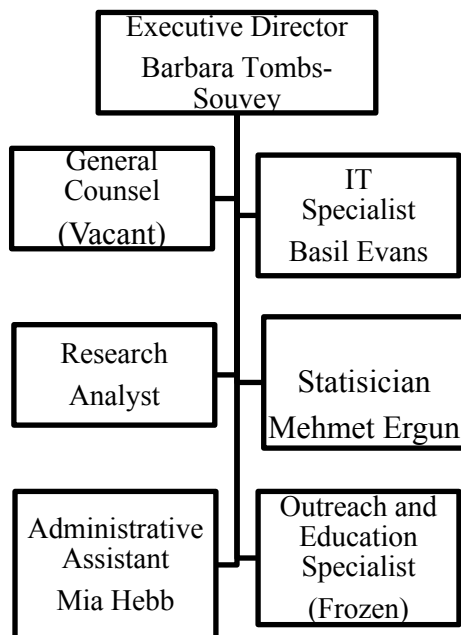 Executive Director
Barbara Tombs-
Souvey
General
Counsel
(Vacant)
IT
Specialist
Basil Evans
Research
Analyst
Statisician
Mehmet Ergun
Administrative
Assistant
Mia Hebb
Outreach and
Education
Specialist
(Frozen)